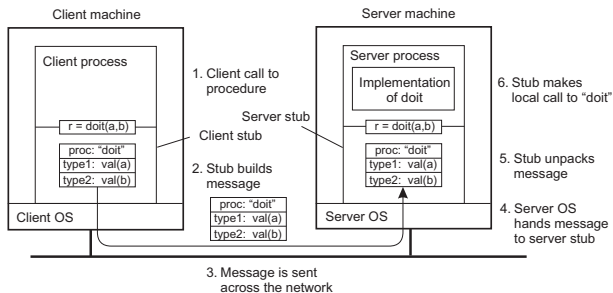 Client machine
Server machine
Client process
1. Client call to
procedure
Server process
Implementation
of doit
6. Stub makes
local call to “doit”
Server stub
r = doit(a,b)
Client stub
r = doit(a,b)
proc: “doit”
type1: val(a)
type2: val(b)
2. Stub builds
message
proc: “doit”
type1: val(a)
type2: val(b)
proc: “doit”
type1: val(a)
type2: val(b)
5. Stub unpacks
message
Client OS
Server OS
4. Server OS
hands message
to server stub
3. Message is sent
across the network